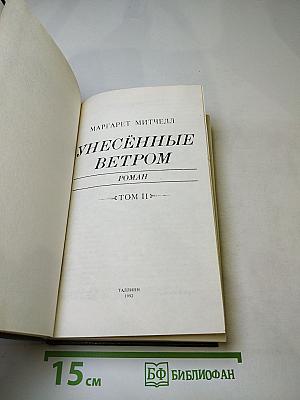 МАРГАРЕТ МИТЧЕЛЛ
УНЕСЁННЫЕ
ВЕТРОМ
РОМАН
ТОМ II
ТАЛЛИНН
1992
15 см
БФ БИБЛИОФАН